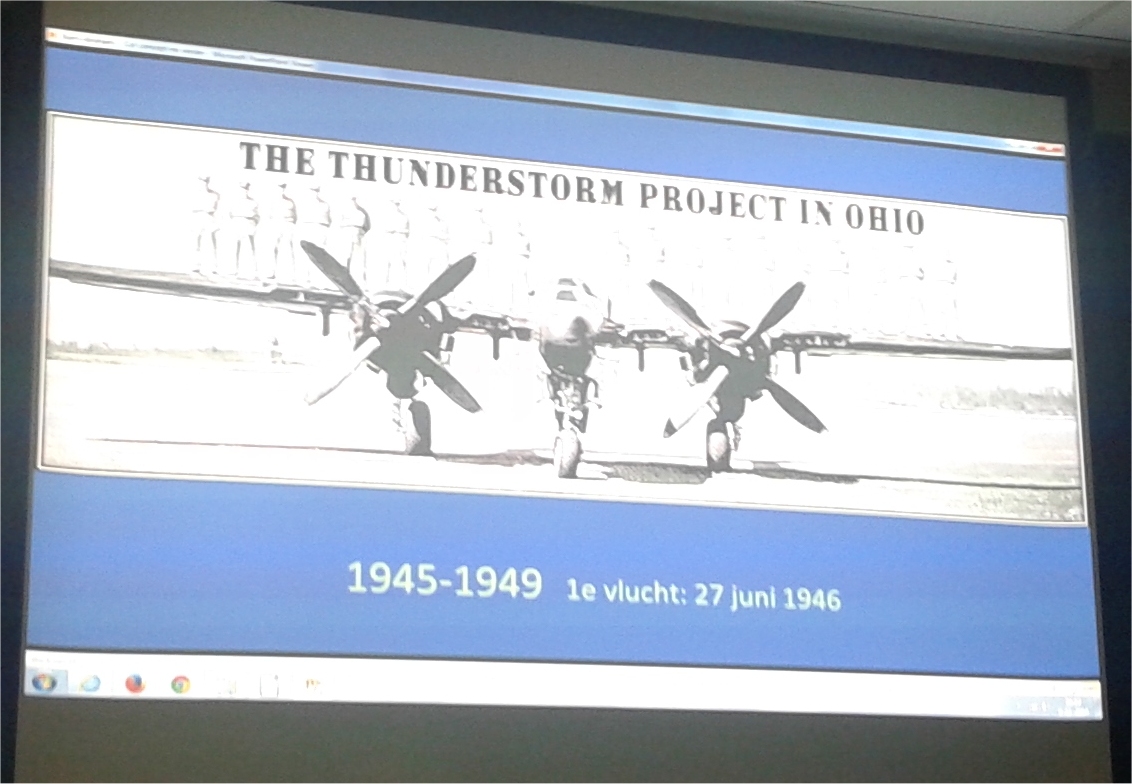 THE THUNDERSTORM PROJECT IN OHIO
1945-1949 1e vlucht: 27 juni 1946